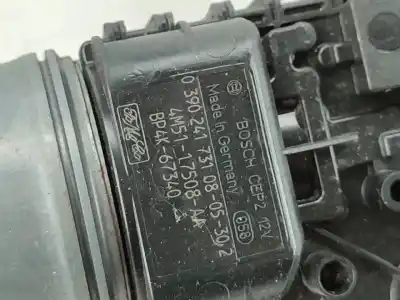 BOSCH CEP2 12V
Made in Germany 058
0 390 241 731 08-05-30/2
4M51-17508-AA
BP4K-67340